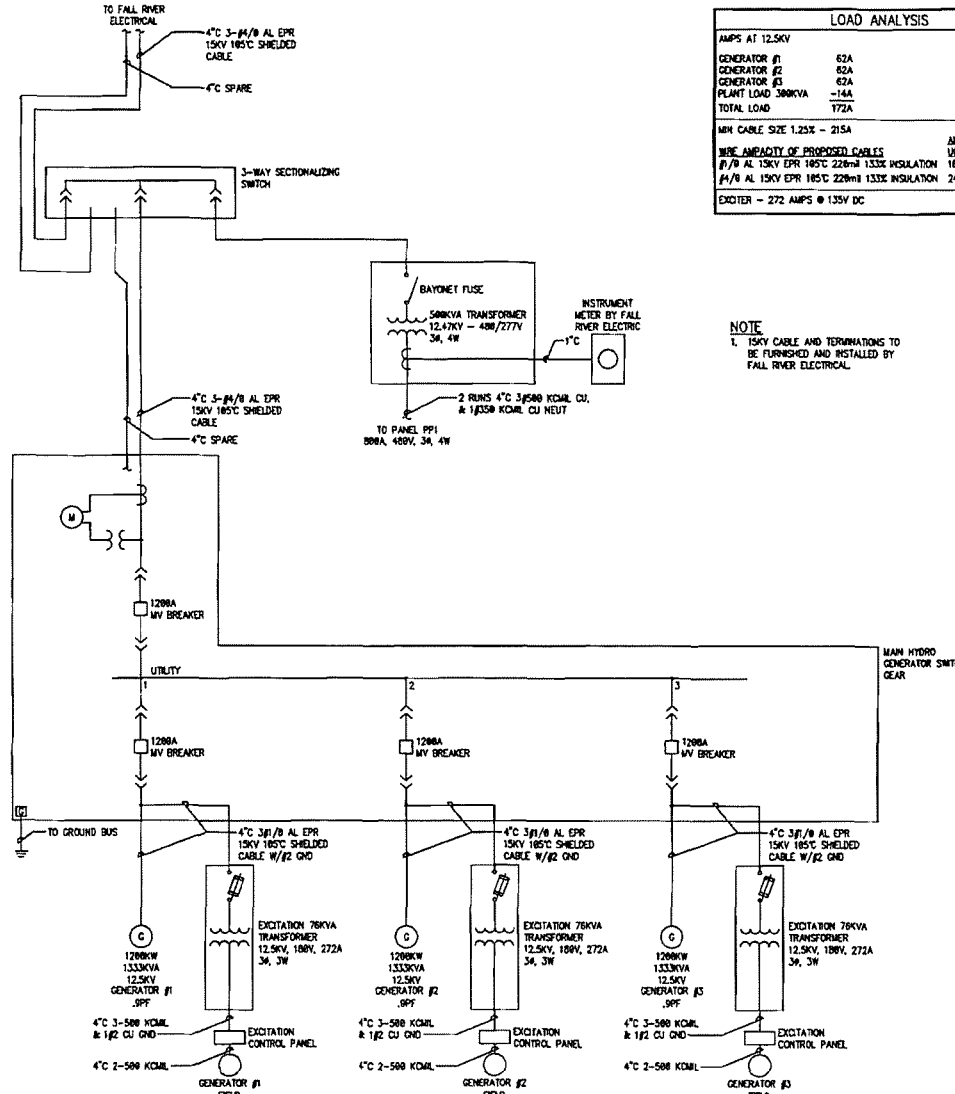 TO FALL RIVER
ELECTRICAL
4"C 3-#4/0 AL EPR
15KV 105°C SHIELDED
CABLE
4"C SPARE
3-WAY SECTIONALIZING
SWITCH
LOAD ANALYSIS
AMPS AT 12.5KV
GENERATOR #1 62A
GENERATOR #2 62A
GENERATOR #3 62A
PLANT LOAD 300KVA -14A
TOTAL LOAD 172A
MIN CABLE SIZE 1.25% - 215A
WIRE AMPACITY OF PROPOSED CABLES
#1/0 AL 15KV EPR 105°C 220mil 133% INSULATION
#4/0 AL 15KV EPR 105°C 220mil 133% INSULATION
EXCITER - 272 AMPS @ 135V DC
BAYONET FUSE
500KVA TRANSFORMER
12.47KV - 480/277V
3ø, 4W
INSTRUMENT
METER BY FALL
RIVER ELECTRIC
1"C
2 RUNS 4"C 3#500 KCMIL CU,
& 1#350 KCMIL CU NEUT
TO PANEL PP1
800A, 480V, 3ø, 4W
NOTE
1. 15KV CABLE AND TERMINATIONS TO
BE FURNISHED AND INSTALLED BY
FALL RIVER ELECTRICAL.
4"C 3-#4/0 AL EPR
15KV 105°C SHIELDED
CABLE
4"C SPARE
M
1200A
MV BREAKER
UTILITY
MAIN HYDRO
GENERATOR
GEAR
1
2
3
1200A
MV BREAKER
1200A
MV BREAKER
1200A
MV BREAKER
G
TO GROUND BUS
4"C 3#1/0 AL EPR
15KV 105°C SHIELDED
CABLE W/#2 GND
4"C 3#1/0 AL EPR
15KV 105°C SHIELDED
CABLE W/#2 GND
4"C 3#1/0 AL EPR
15KV 105°C SHIELDED
CABLE W/#2 GND
G
1200KW
1333KVA
12.5KV
GENERATOR #1
.9PF
EXCITATION 76KVA
TRANSFORMER
12.5KV, 180V, 272A
3ø, 3W
G
1200KW
1333KVA
12.5KV
GENERATOR #2
.9PF
EXCITATION 76KVA
TRANSFORMER
12.5KV, 180V, 272A
3ø, 3W
G
1200KW
1333KVA
12.5KV
GENERATOR #3
.9PF
EXCITATION 76KVA
TRANSFORMER
12.5KV, 180V, 272A
3ø, 3W
4"C 3-500 KCMIL
& 1#2 CU GND
EXCITATION
CONTROL PANEL
4"C 2-500 KCMIL
GENERATOR #1
4"C 3-500 KCMIL
& 1#2 CU GND
EXCITATION
CONTROL PANEL
4"C 2-500 KCMIL
GENERATOR #2
4"C 3-500 KCMIL
& 1#2 CU GND
EXCITATION
CONTROL PANEL
4"C 2-500 KCMIL
GENERATOR #3